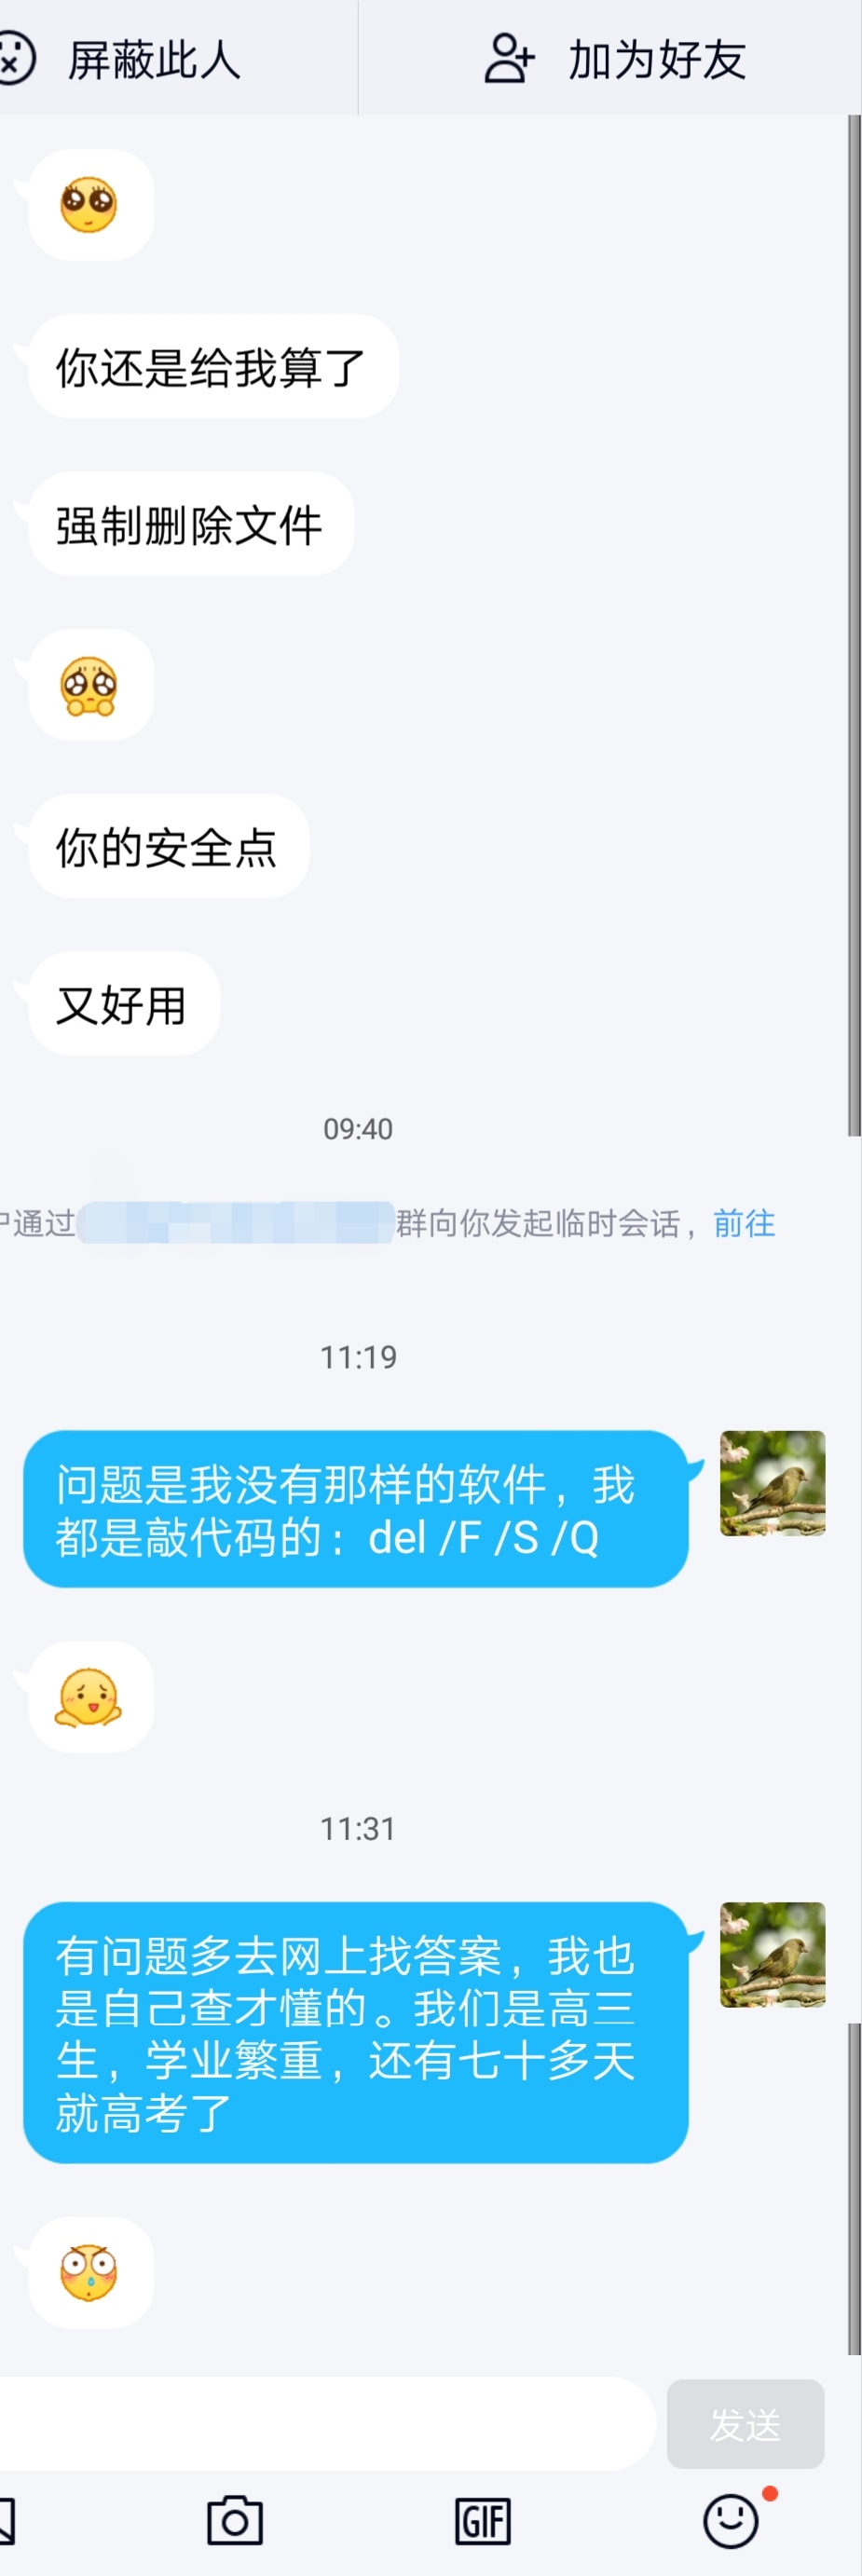 屏蔽此人
加为好友
你还是给我算了
强制删除文件
你的安全点
又好用
09:40
户通过
群向你发起临时会话，前往
11:19
问题是我没有那样的软件，我
都是敲代码的：del /F /S /Q
11:31
有问题多去网上找答案，我也
是自己查才懂的。我们是高三
生，学业繁重，还有七十多天
就高考了
发送
GIF